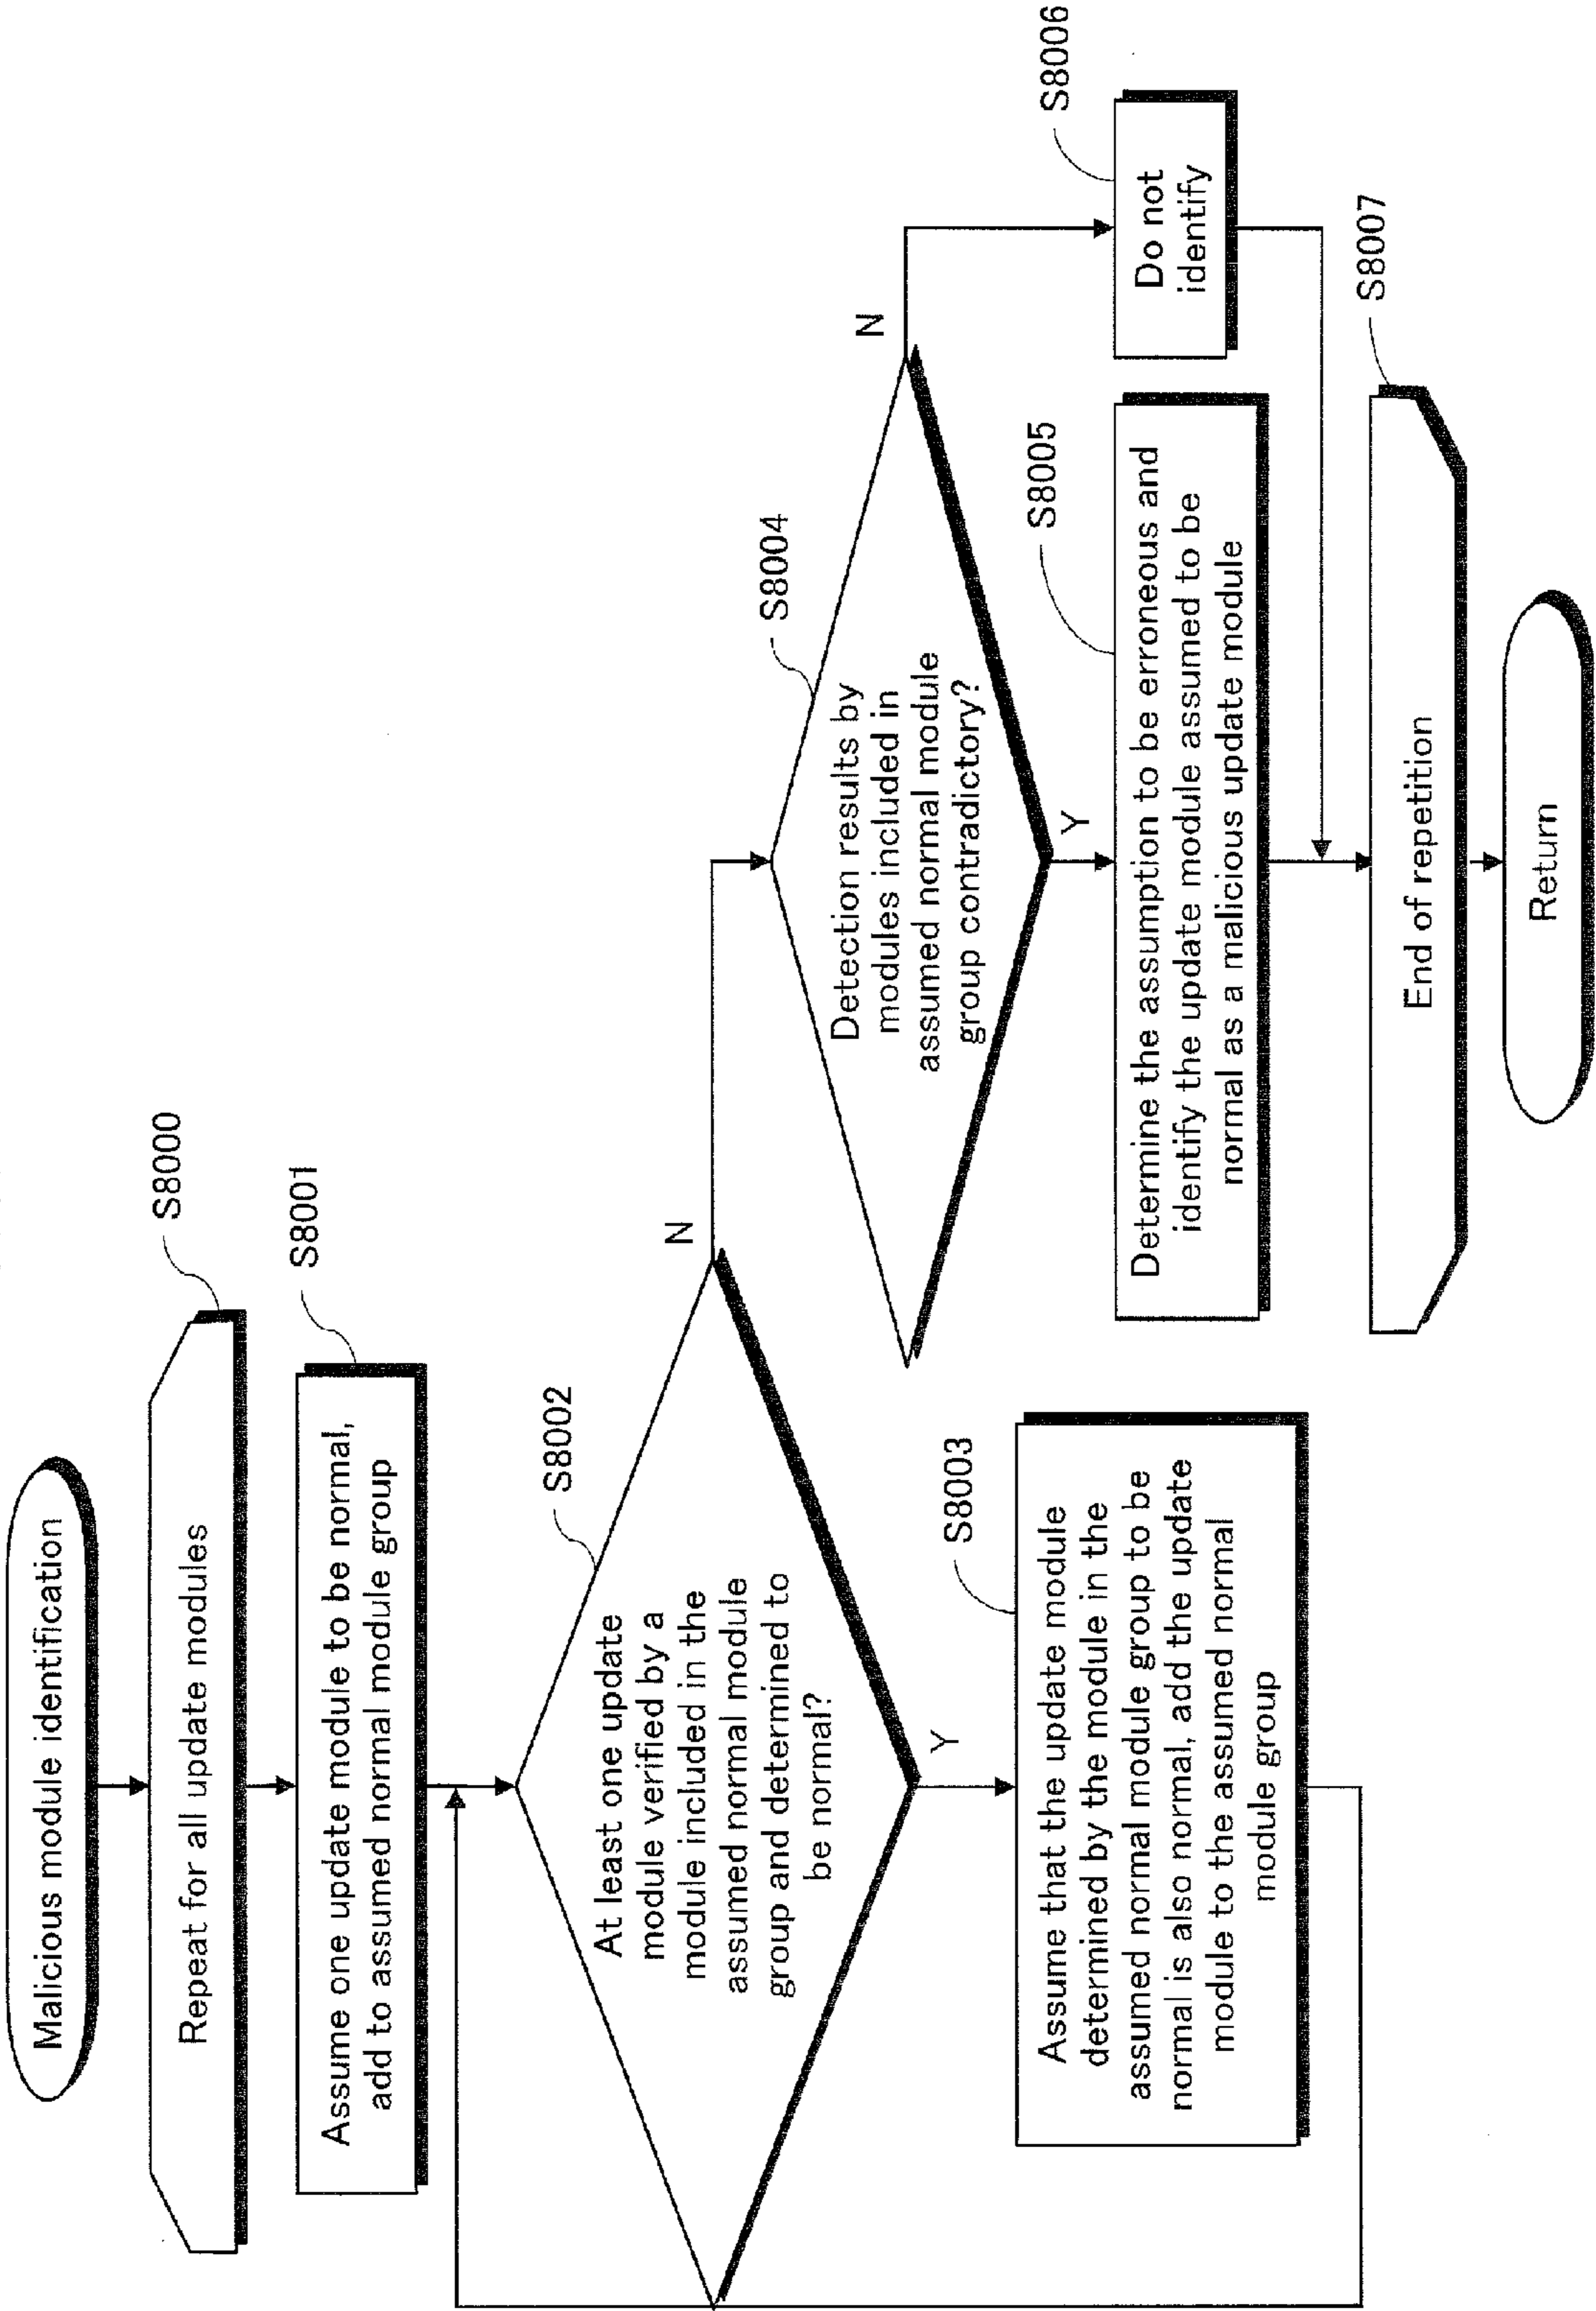 Malicious module identification
S8000
Repeat for all update modules
S8001
Assume one update module to be normal,
add to assumed normal module group
S8002
At least one update
module verified by a
module included in the
assumed normal module
group and determined to
be normal?
N
Y
S8003
Assume that the update module
determined by the module in the
assumed normal module group to be
normal is also normal, add the update
module to the assumed normal
module group
S8004
Detection results by
modules included in
assumed normal module
group contradictory?
N
Y
S8005
Determine the assumption to be erroneous and
identify the update module assumed to be
normal as a malicious update module
S8006
Do not
identify
S8007
End of repetition
Return